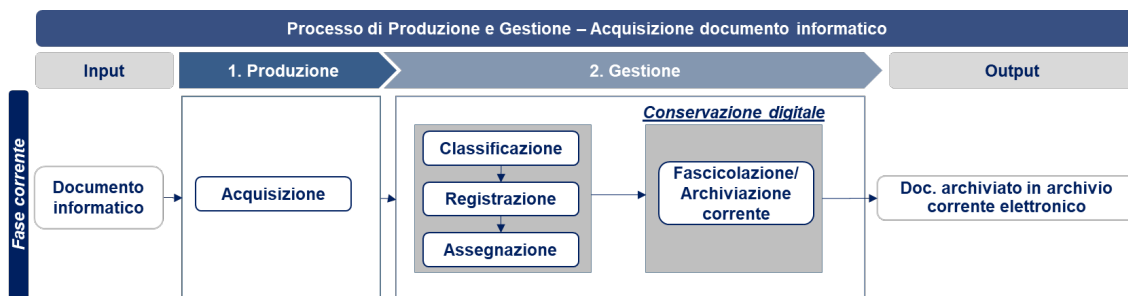 Processo di Produzione e Gestione – Acquisizione documento informatico
Input
1. Produzione
2. Gestione
Output
Fase corrente
Documento
informatico
Acquisizione
Classificazione
Registrazione
Assegnazione
Conservazione digitale
Fascicolazione/
Archiviazione
corrente
Doc. archiviato in archivio
corrente elettronico